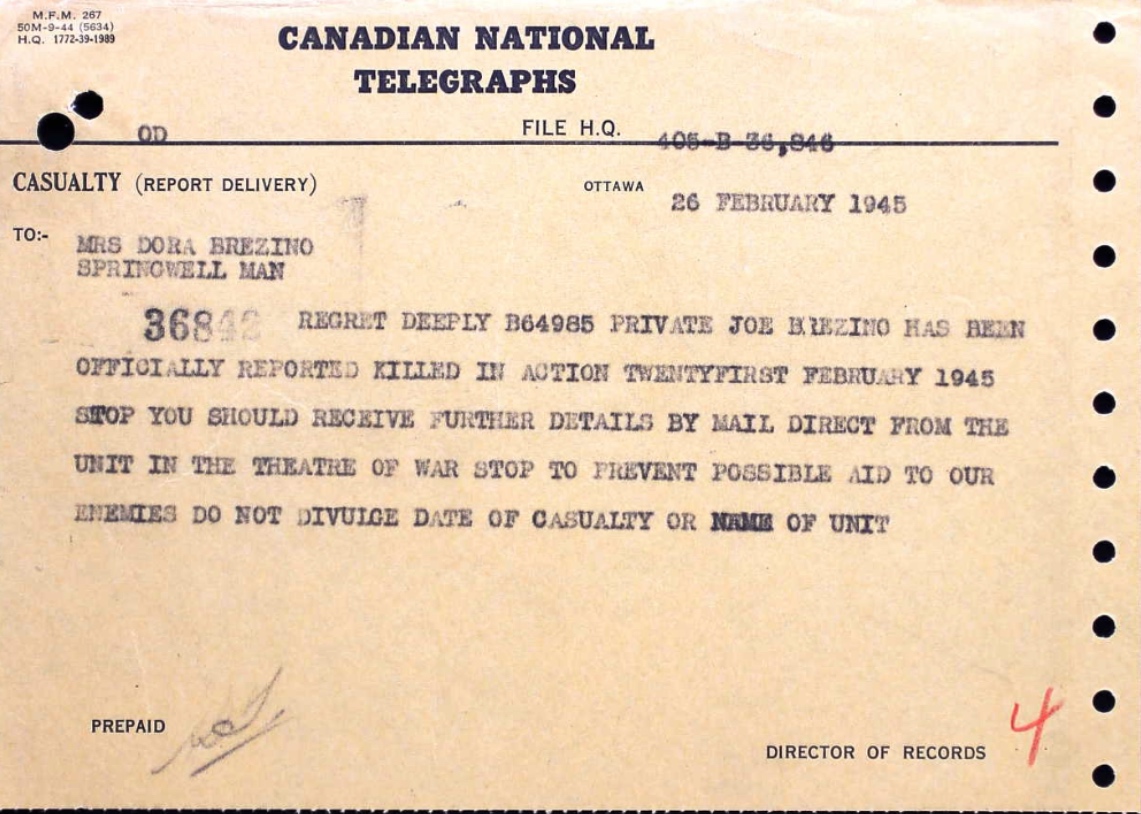 M.F.M. 267
50M-9-44 (5634)
H.Q. 1772-39-1989
CANADIAN NATIONAL
TELEGRAPHS
OD
FILE H.Q. 405-B-36,846
CASUALTY (REPORT DELIVERY)
OTTAWA 26 FEBRUARY 1945
TO:- MRS DORA BREZINO
SPRINGWELL MAN
REGRET DEEPLY B64985 PRIVATE JOE BREZINO HAS BEEN
OFFICIALLY REPORTED KILLED IN ACTION TWENTYFIRST FEBRUARY 1945
STOP YOU SHOULD RECEIVE FURTHER DETAILS BY MAIL DIRECT FROM THE
UNIT IN THE THEATRE OF WAR STOP TO PREVENT POSSIBLE AID TO OUR
ENEMIES DO NOT DIVULGE DATE OF CASUALTY OR NAME OF UNIT
PREPAID
4
DIRECTOR OF RECORDS